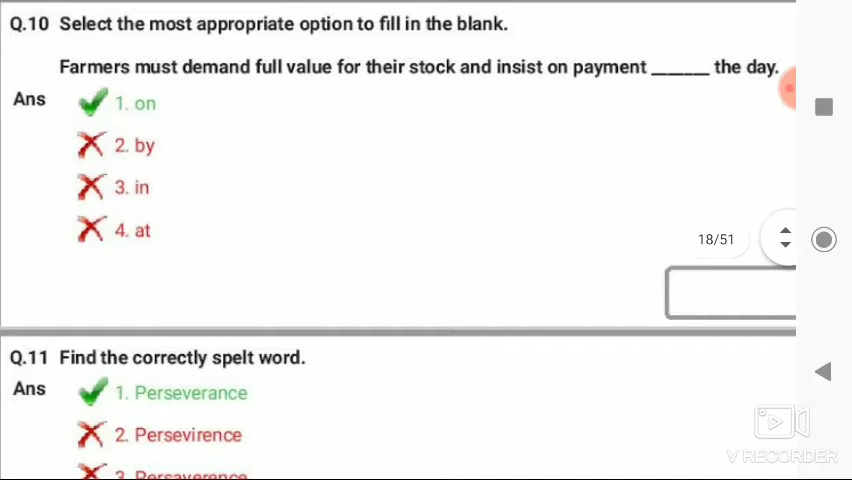 Q.10 Select the most appropriate option to fill in the blank.
Farmers must demand full value for their stock and insist on payment ______ the day.
Ans 1. on
2. by
3. in
4. at
18/51
Q.11 Find the correctly spelt word.
Ans 1. Perseverance
2. Persevirence
3. Persaverence
V RECORDER